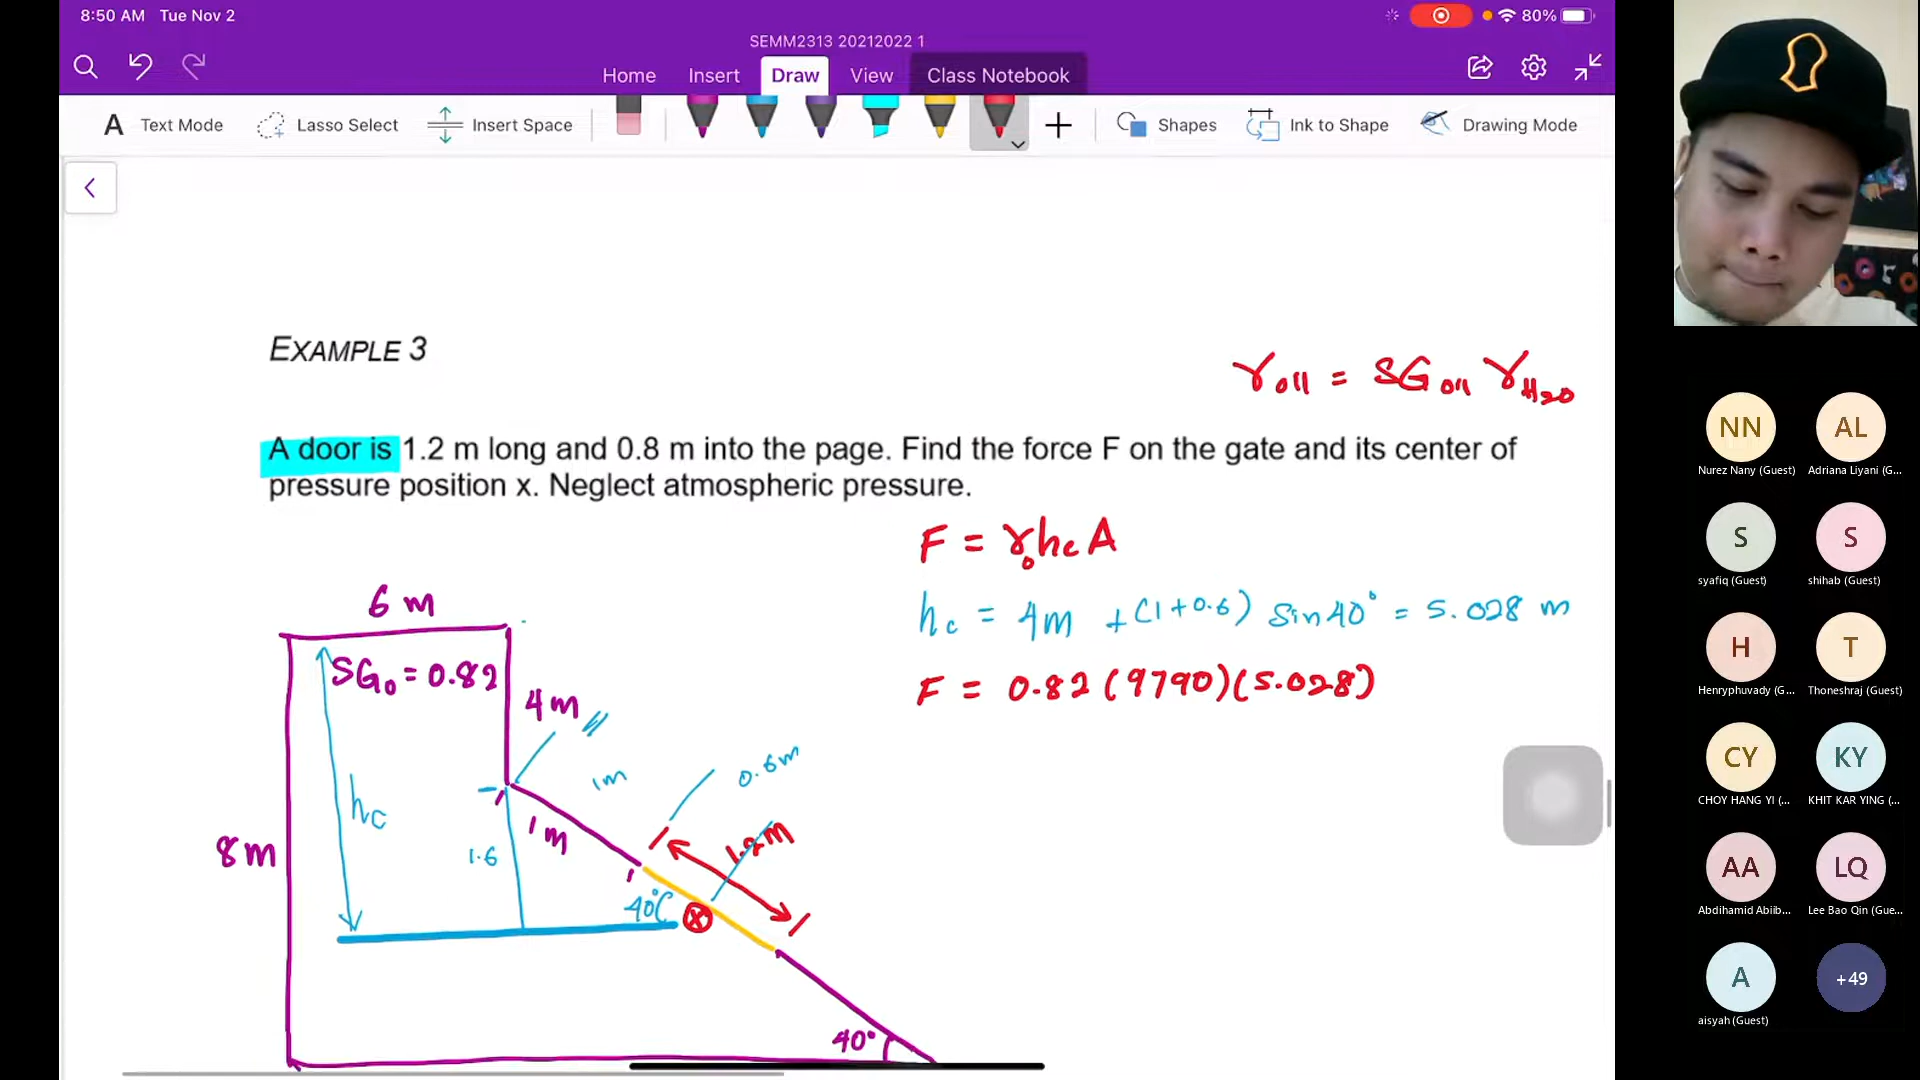 8:50 AM Tue Nov 2
80%
SEMM2313 20212022 1
Home Insert Draw View Class Notebook
A Text Mode Lasso Select Insert Space Shapes Ink to Shape Drawing Mode
EXAMPLE 3
γoil = SGoil γH2O
A door is 1.2 m long and 0.8 m into the page. Find the force F on the gate and its center of
pressure position x. Neglect atmospheric pressure.
F = γo hc A
hc = 4m + (1+0.6) sin 40° = 5.028 m
F = 0.82 (9790)(5.028)
6 m
SGo = 0.82
4m
1m
0.6m
hc
1 m
1.2m
8m
1.6
40°C
40°
NN AL
Nurez Nany (Guest) Adriana Liyani (G...
S S
syafiq (Guest) shihab (Guest)
H T
Henryphuvady (G... Thoneshraj (Guest)
CY KY
CHOY HANG YI (... KHIT KAR YING (...
AA LQ
Abdihamid Abiib... Lee Bao Qin (Gue...
A +49
aisyah (Guest)